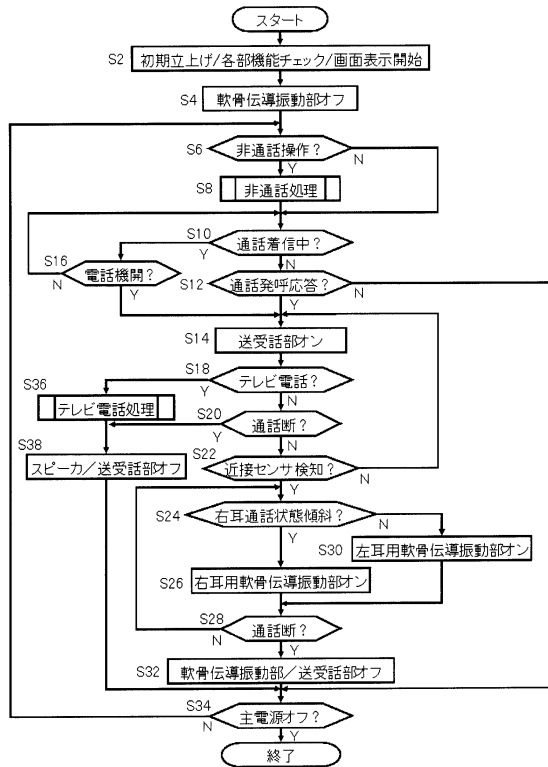 スタート
S2
初期立上げ/各部機能チェック/画面表示開始
S4
軟骨伝導振動部オフ
S6
非通話操作?
N
Y
S8
非通話処理
S10
通話着信中?
Y
N
S16
電話機開?
N
Y
S12
通話発呼応答?
N
Y
S14
送受話部オン
S18
テレビ電話?
Y
N
S36
テレビ電話処理
S20
通話断?
Y
N
S38
スピーカ/送受話部オフ
S22
近接センサ検知?
N
Y
S24
右耳通話状態傾斜?
N
Y
S30
左耳用軟骨伝導振動部オン
S26
右耳用軟骨伝導振動部オン
S28
通話断?
N
Y
S32
軟骨伝導振動部/送受話部オフ
S34
主電源オフ?
N
Y
終了